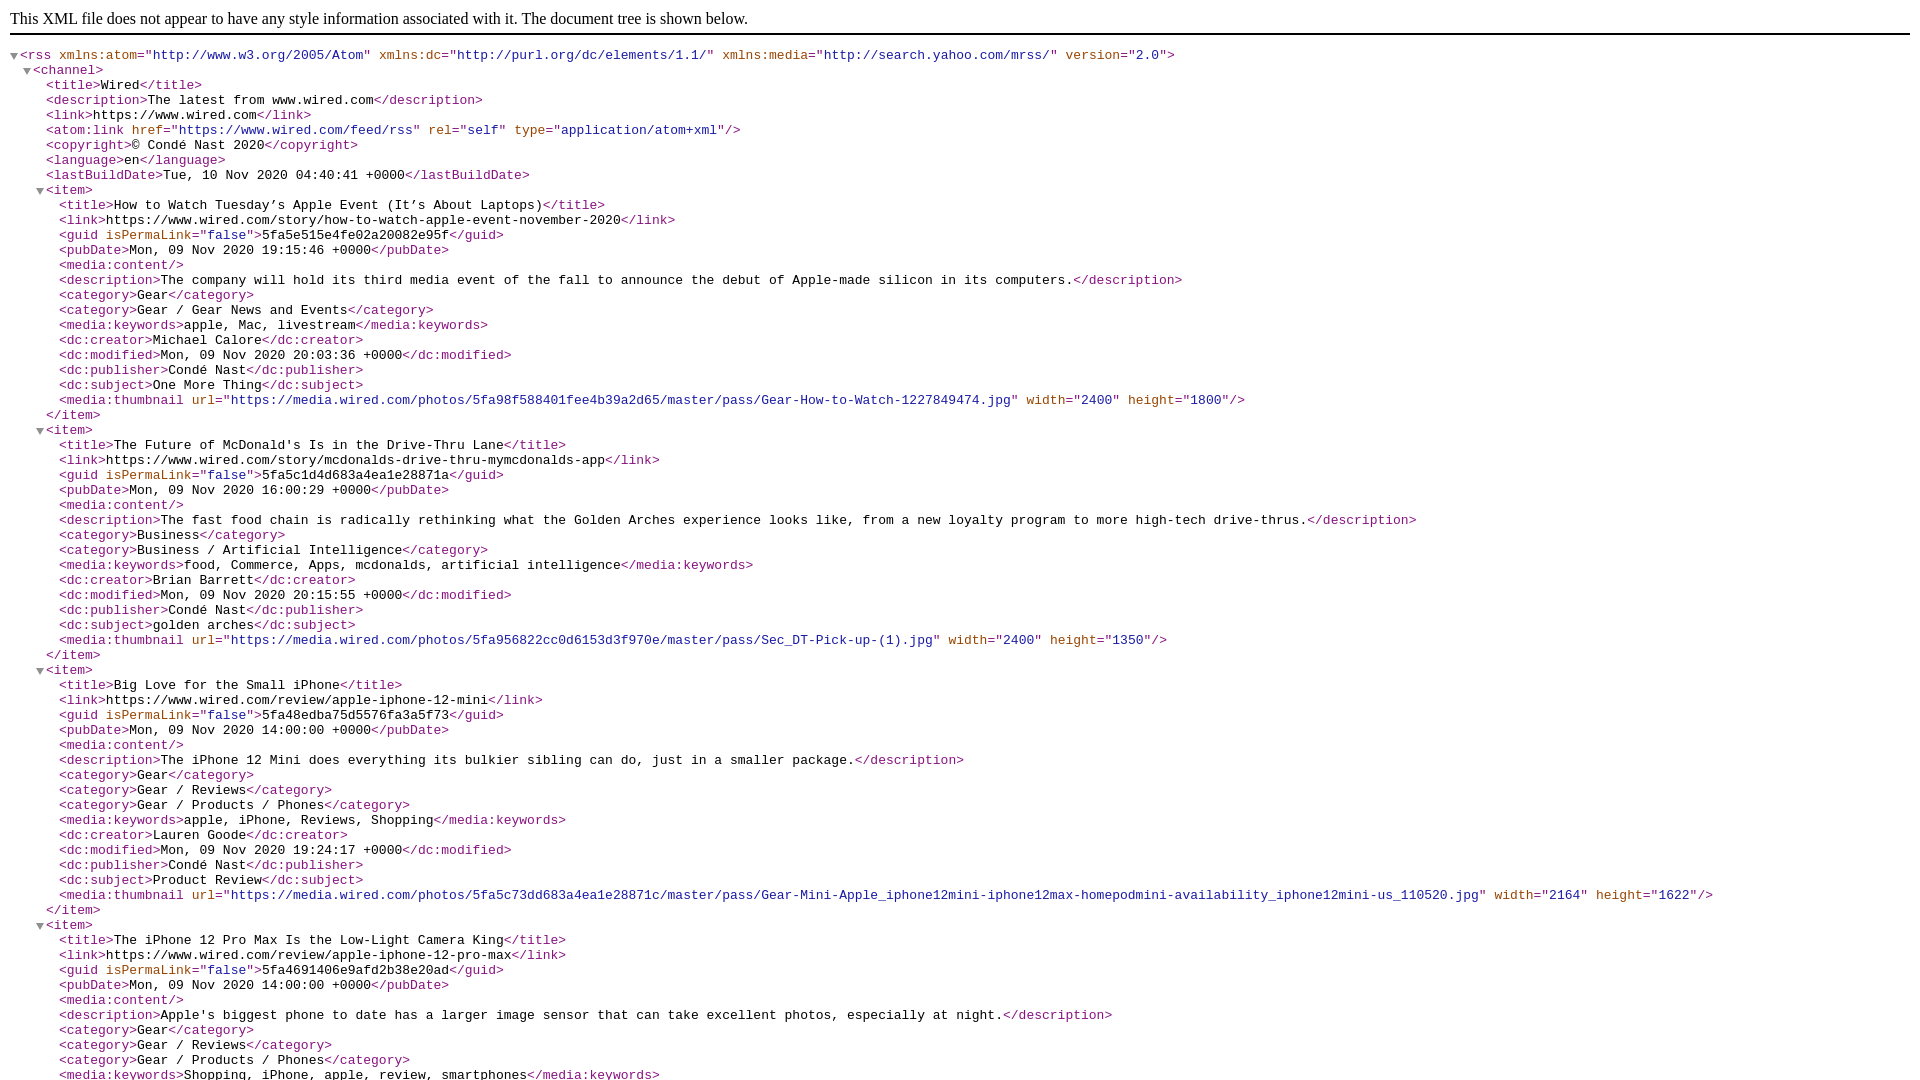 This XML file does not appear to have any style information associated with it. The document tree is shown below.
<rss xmlns:atom="http://www.w3.org/2005/Atom" xmlns:dc="http://purl.org/dc/elements/1.1/" xmlns:media="http://search.yahoo.com/mrss/" version="2.0">
<channel>
<title>Wired</title>
<description>The latest from www.wired.com</description>
<link>https://www.wired.com</link>
<atom:link href="https://www.wired.com/feed/rss" rel="self" type="application/atom+xml"/>
<copyright>© Condé Nast 2020</copyright>
<language>en</language>
<lastBuildDate>Tue, 10 Nov 2020 04:40:41 +0000</lastBuildDate>
<item>
<title>How to Watch Tuesday’s Apple Event (It’s About Laptops)</title>
<link>https://www.wired.com/story/how-to-watch-apple-event-november-2020</link>
<guid isPermaLink="false">5fa5e515e4fe02a20082e95f</guid>
<pubDate>Mon, 09 Nov 2020 19:15:46 +0000</pubDate>
<media:content/>
<description>The company will hold its third media event of the fall to announce the debut of Apple-made silicon in its computers.</description>
<category>Gear</category>
<category>Gear / Gear News and Events</category>
<media:keywords>apple, Mac, livestream</media:keywords>
<dc:creator>Michael Calore</dc:creator>
<dc:modified>Mon, 09 Nov 2020 20:03:36 +0000</dc:modified>
<dc:publisher>Condé Nast</dc:publisher>
<dc:subject>One More Thing</dc:subject>
<media:thumbnail url="https://media.wired.com/photos/5fa98f588401fee4b39a2d65/master/pass/Gear-How-to-Watch-1227849474.jpg" width="2400" height="1800"/>
</item>
<item>
<title>The Future of McDonald's Is in the Drive-Thru Lane</title>
<link>https://www.wired.com/story/mcdonalds-drive-thru-mymcdonalds-app</link>
<guid isPermaLink="false">5fa5c1d4d683a4ea1e28871a</guid>
<pubDate>Mon, 09 Nov 2020 16:00:29 +0000</pubDate>
<media:content/>
<description>The fast food chain is radically rethinking what the Golden Arches experience looks like, from a new loyalty program to more high-tech drive-thrus.</description>
<category>Business</category>
<category>Business / Artificial Intelligence</category>
<media:keywords>food, Commerce, Apps, mcdonalds, artificial intelligence</media:keywords>
<dc:creator>Brian Barrett</dc:creator>
<dc:modified>Mon, 09 Nov 2020 20:15:55 +0000</dc:modified>
<dc:publisher>Condé Nast</dc:publisher>
<dc:subject>golden arches</dc:subject>
<media:thumbnail url="https://media.wired.com/photos/5fa956822cc0d6153d3f970e/master/pass/Sec_DT-Pick-up-(1).jpg" width="2400" height="1350"/>
</item>
<item>
<title>Big Love for the Small iPhone</title>
<link>https://www.wired.com/review/apple-iphone-12-mini</link>
<guid isPermaLink="false">5fa48edba75d5576fa3a5f73</guid>
<pubDate>Mon, 09 Nov 2020 14:00:00 +0000</pubDate>
<media:content/>
<description>The iPhone 12 Mini does everything its bulkier sibling can do, just in a smaller package.</description>
<category>Gear</category>
<category>Gear / Reviews</category>
<category>Gear / Products / Phones</category>
<media:keywords>apple, iPhone, Reviews, Shopping</media:keywords>
<dc:creator>Lauren Goode</dc:creator>
<dc:modified>Mon, 09 Nov 2020 19:24:17 +0000</dc:modified>
<dc:publisher>Condé Nast</dc:publisher>
<dc:subject>Product Review</dc:subject>
<media:thumbnail url="https://media.wired.com/photos/5fa5c73dd683a4ea1e28871c/master/pass/Gear-Mini-Apple_iphone12mini-iphone12max-homepodmini-availability_iphone12mini-us_110520.jpg" width="2164" height="1622"/>
</item>
<item>
<title>The iPhone 12 Pro Max Is the Low-Light Camera King</title>
<link>https://www.wired.com/review/apple-iphone-12-pro-max</link>
<guid isPermaLink="false">5fa4691406e9afd2b38e20ad</guid>
<pubDate>Mon, 09 Nov 2020 14:00:00 +0000</pubDate>
<media:content/>
<description>Apple's biggest phone to date has a larger image sensor that can take excellent photos, especially at night.</description>
<category>Gear</category>
<category>Gear / Reviews</category>
<category>Gear / Products / Phones</category>
<media:keywords>Shopping, iPhone, apple, review, smartphones</media:keywords>